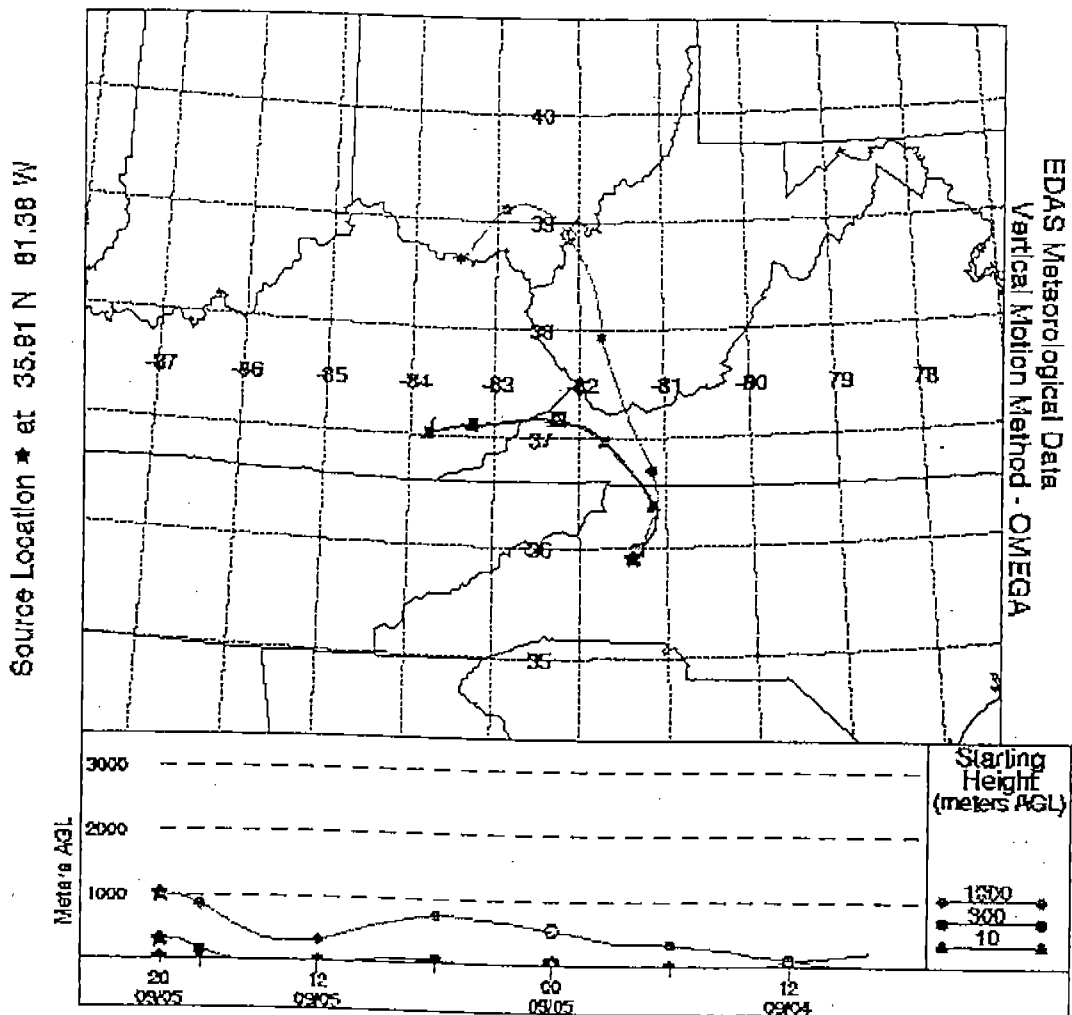 Source Location ★ at 35.91 N 81.38 W
EDAS Meteorological Data
Vertical Motion Method - OMEGA
40
39
38
-87 -86 -85 -84 -83 -82 -81 -80 79 78
37
36
35
Meters AGL
3000
2000
1000
20 12 00 12
09/05 09/05 09/05 09/04
Starting
Height
(meters AGL)
1000
300
10